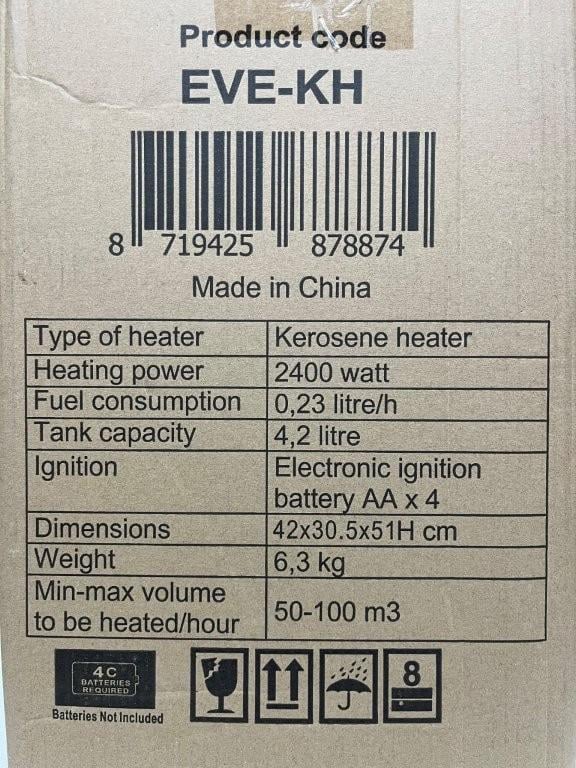 Product code
EVE-KH
8 719425 878874
Made in China
Type of heater Kerosene heater
Heating power 2400 watt
Fuel consumption 0,23 litre/h
Tank capacity 4,2 litre
Ignition Electronic ignition
battery AA x 4
Dimensions 42x30.5x51H cm
Weight 6,3 kg
Min-max volume
to be heated/hour 50-100 m3
4C
BATTERIES
REQUIRED
8
Batteries Not Included